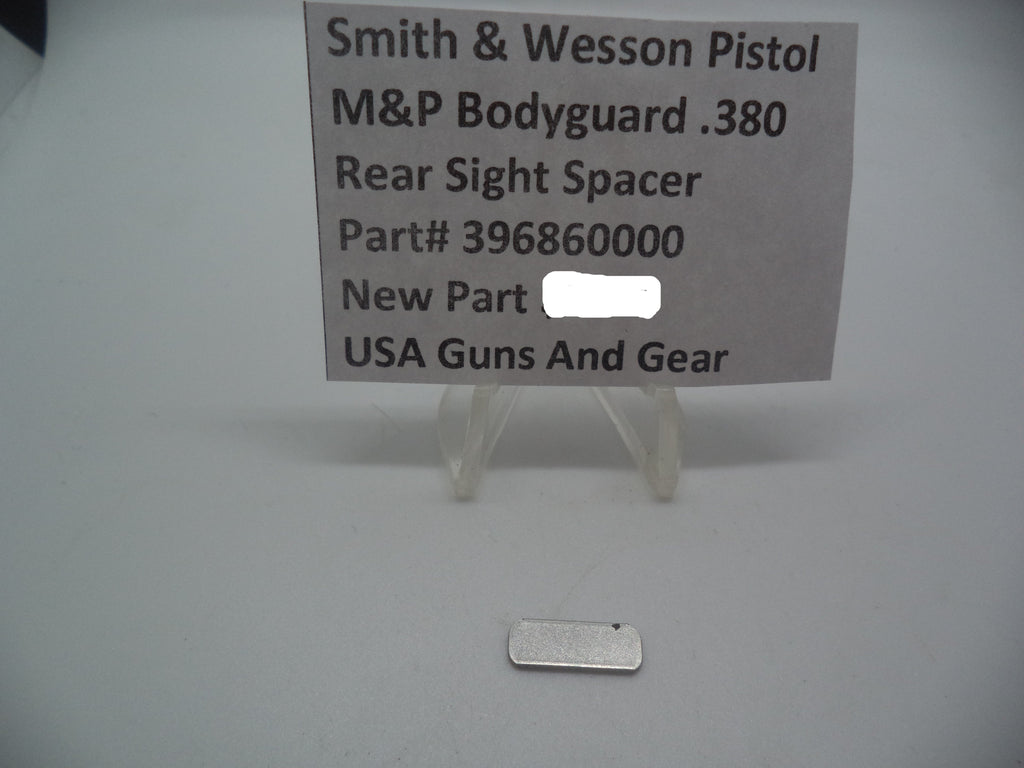 Smith & Wesson Pistol
M&P Bodyguard .380
Rear Sight Spacer
Part# 396860000
New Part
USA Guns And Gear